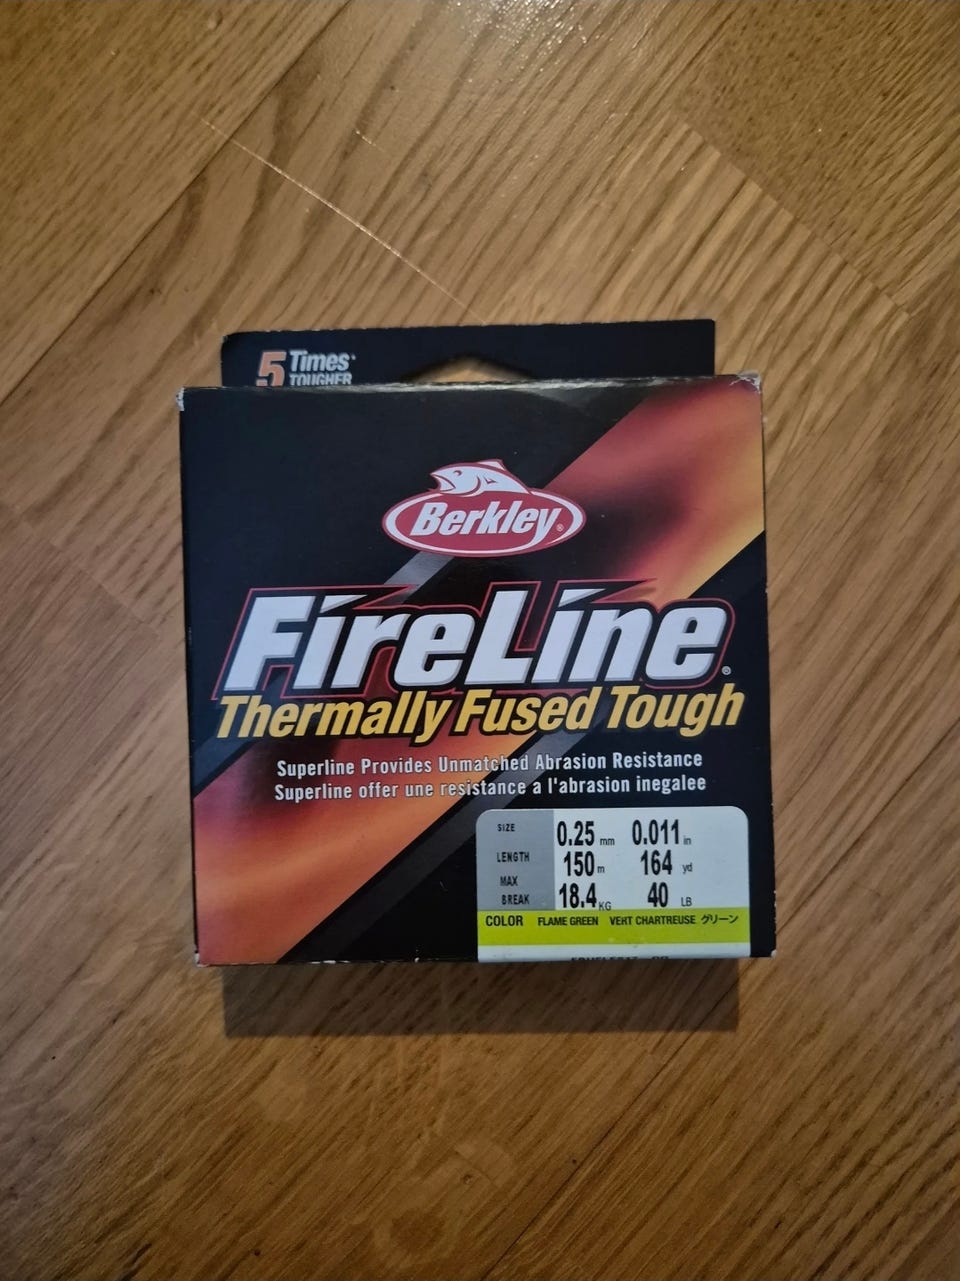 5 Times
TOUGHER
Berkley®
FireLine®
Thermally Fused Tough
Superline Provides Unmatched Abrasion Resistance
Superline offer une resistance a l'abrasion inegalee
SIZE 0.25 mm 0.011 in
LENGTH 150 m 164 yd
MAX
BREAK 18.4 KG 40 LB
COLOR FLAME GREEN VERT CHARTREUSE グリーン